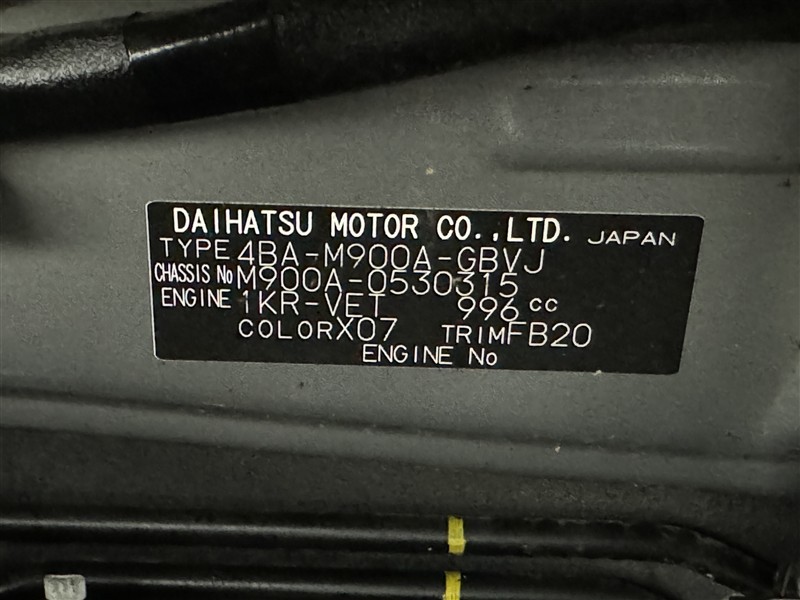 DAIHATSU MOTOR CO.,LTD. JAPAN
TYPE 4BA-M900A-GBVJ
CHASSIS No M900A-0530315
ENGINE 1KR-VET 996 cc
COLOR X07 TRIM FB20
ENGINE No